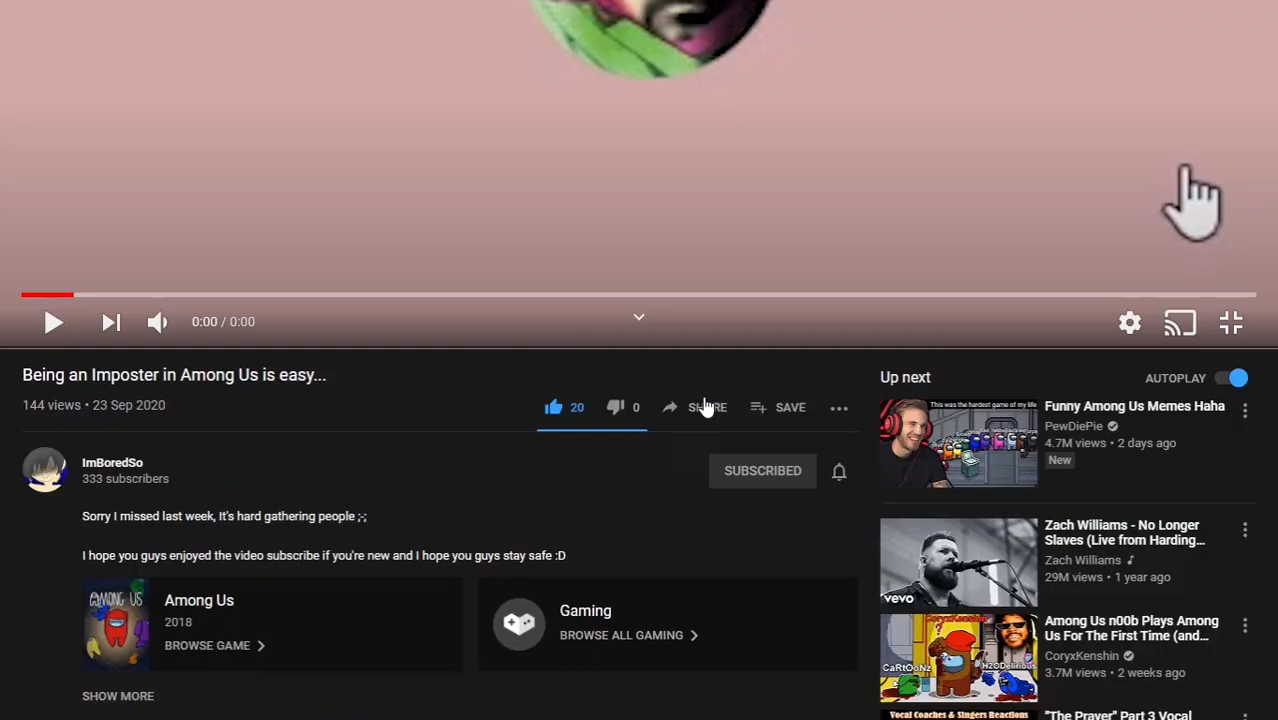 0:00 / 0:00
Being an Imposter in Among Us is easy...
144 views • 23 Sep 2020
20
0
SHARE
SAVE
ImBoredSo
333 subscribers
SUBSCRIBED
Sorry I missed last week, It's hard gathering people ;-;
I hope you guys enjoyed the video subscribe if you're new and I hope you guys stay safe :D
AMONG US
Among Us
2018
BROWSE GAME
Gaming
BROWSE ALL GAMING
SHOW MORE
Up next
AUTOPLAY
This was the hardest game of my life
Funny Among Us Memes Haha
PewDiePie
4.7M views • 2 days ago
New
vevo
Zach Williams - No Longer
Slaves (Live from Harding...
Zach Williams
29M views • 1 year ago
CoryxKenshin
CaRtOoNz
H2ODelirious
Among Us n00b Plays Among
Us For The First Time (and...
CoryxKenshin
3.7M views • 2 weeks ago
Vocal Coaches & Singers Reactions
"The Prayer" Part 3 Vocal